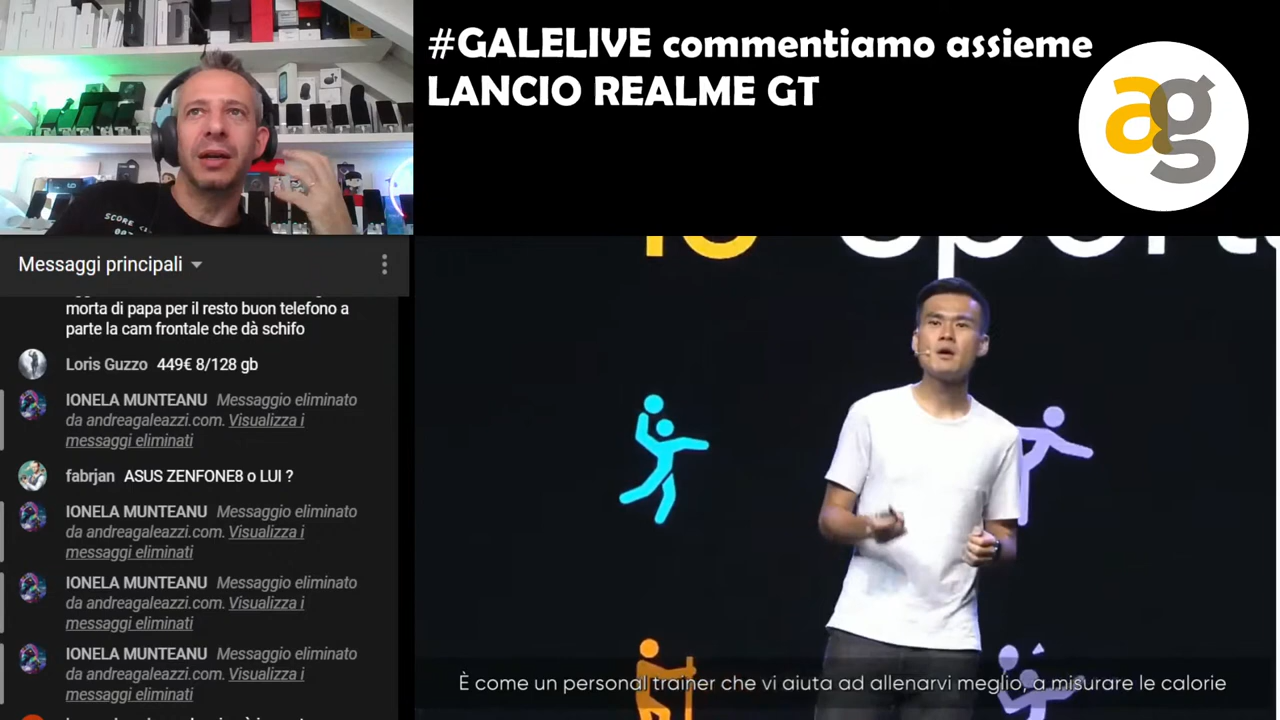 #GALELIVE commentiamo assieme
LANCIO REALME GT
ag
SCORE
Messaggi principali
morta di papa per il resto buon telefono a
parte la cam frontale che dà schifo
Loris Guzzo 449€ 8/128 gb
IONELA MUNTEANU Messaggio eliminato
da andreagaleazzi.com. Visualizza i
messaggi eliminati
fabrjan ASUS ZENFONE8 o LUI ?
IONELA MUNTEANU Messaggio eliminato
da andreagaleazzi.com. Visualizza i
messaggi eliminati
IONELA MUNTEANU Messaggio eliminato
da andreagaleazzi.com. Visualizza i
messaggi eliminati
IONELA MUNTEANU Messaggio eliminato
da andreagaleazzi.com. Visualizza i
messaggi eliminati
È come un personal trainer che vi aiuta ad allenarvi meglio, a misurare le calorie